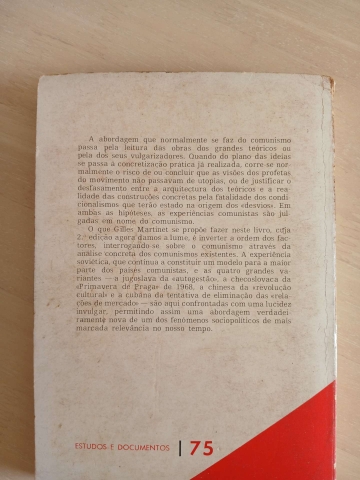 A abordagem que normalmente se faz do comunismo
passa pela leitura das obras dos grandes teóricos ou
pela dos seus vulgarizadores. Quando do plano das ideias
se passa à concretização prática já realizada, corre-se nor-
malmente o risco de ou concluir que as visões dos profetas
do movimento não passavam de utopias, ou de justificar o
desfasamento entre a arquitectura dos teóricos e a rea-
lidade das construções concretas pela fatalidade dos condi-
cionalismos que terão estado na origem dos «desvios». Em
ambas as hipóteses, as experiências comunistas são jul-
gadas em nome do comunismo.
O que Gilles Martinet se propõe fazer neste livro, cuja
2.ª edição agora damos a lume, é inverter a ordem dos fac-
tores, interrogando-se sobre o comunismo através da
análise concreta dos comunismos existentes. A experiência
soviética, que continua a constituir um modelo para a maior
parte dos países comunistas, e as quatro grandes va-
riantes — a jugoslava da «autogestão», a checoslovaca da
«Primavera de Praga» de 1968, a chinesa da «revolução
cultural» e a cubana da tentativa de eliminação das «rela-
ções de mercado» — são aqui confrontadas com uma lucidez
invulgar, permitindo assim uma abordagem verdadei-
ramente nova de um dos fenómenos sociopolíticos de mais
marcada relevância no nosso tempo.
ESTUDOS E DOCUMENTOS | 75